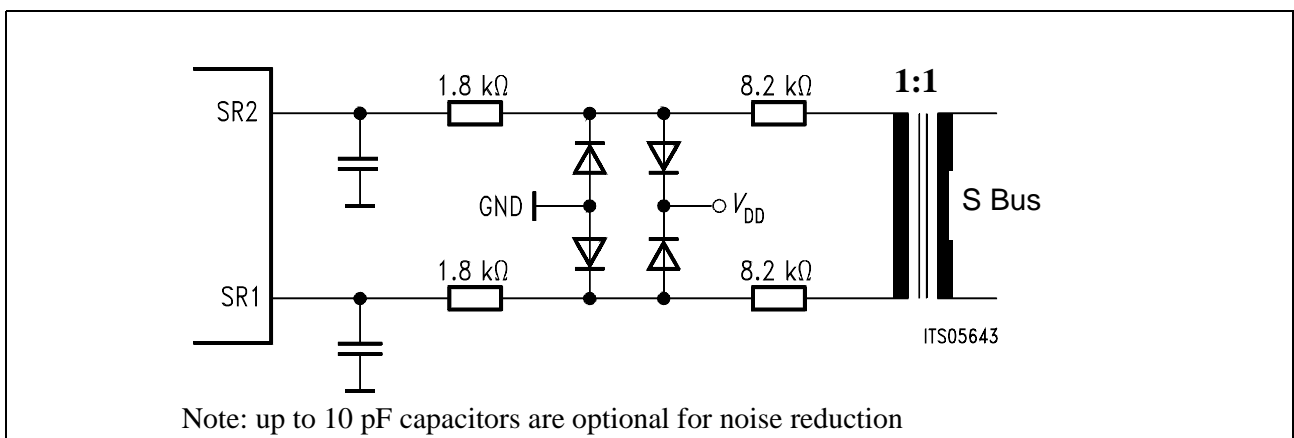 1.8 kΩ
8.2 kΩ
1:1
SR2
GND
VDD
S Bus
1.8 kΩ
8.2 kΩ
SR1
ITS05643
Note: up to 10 pF capacitors are optional for noise reduction